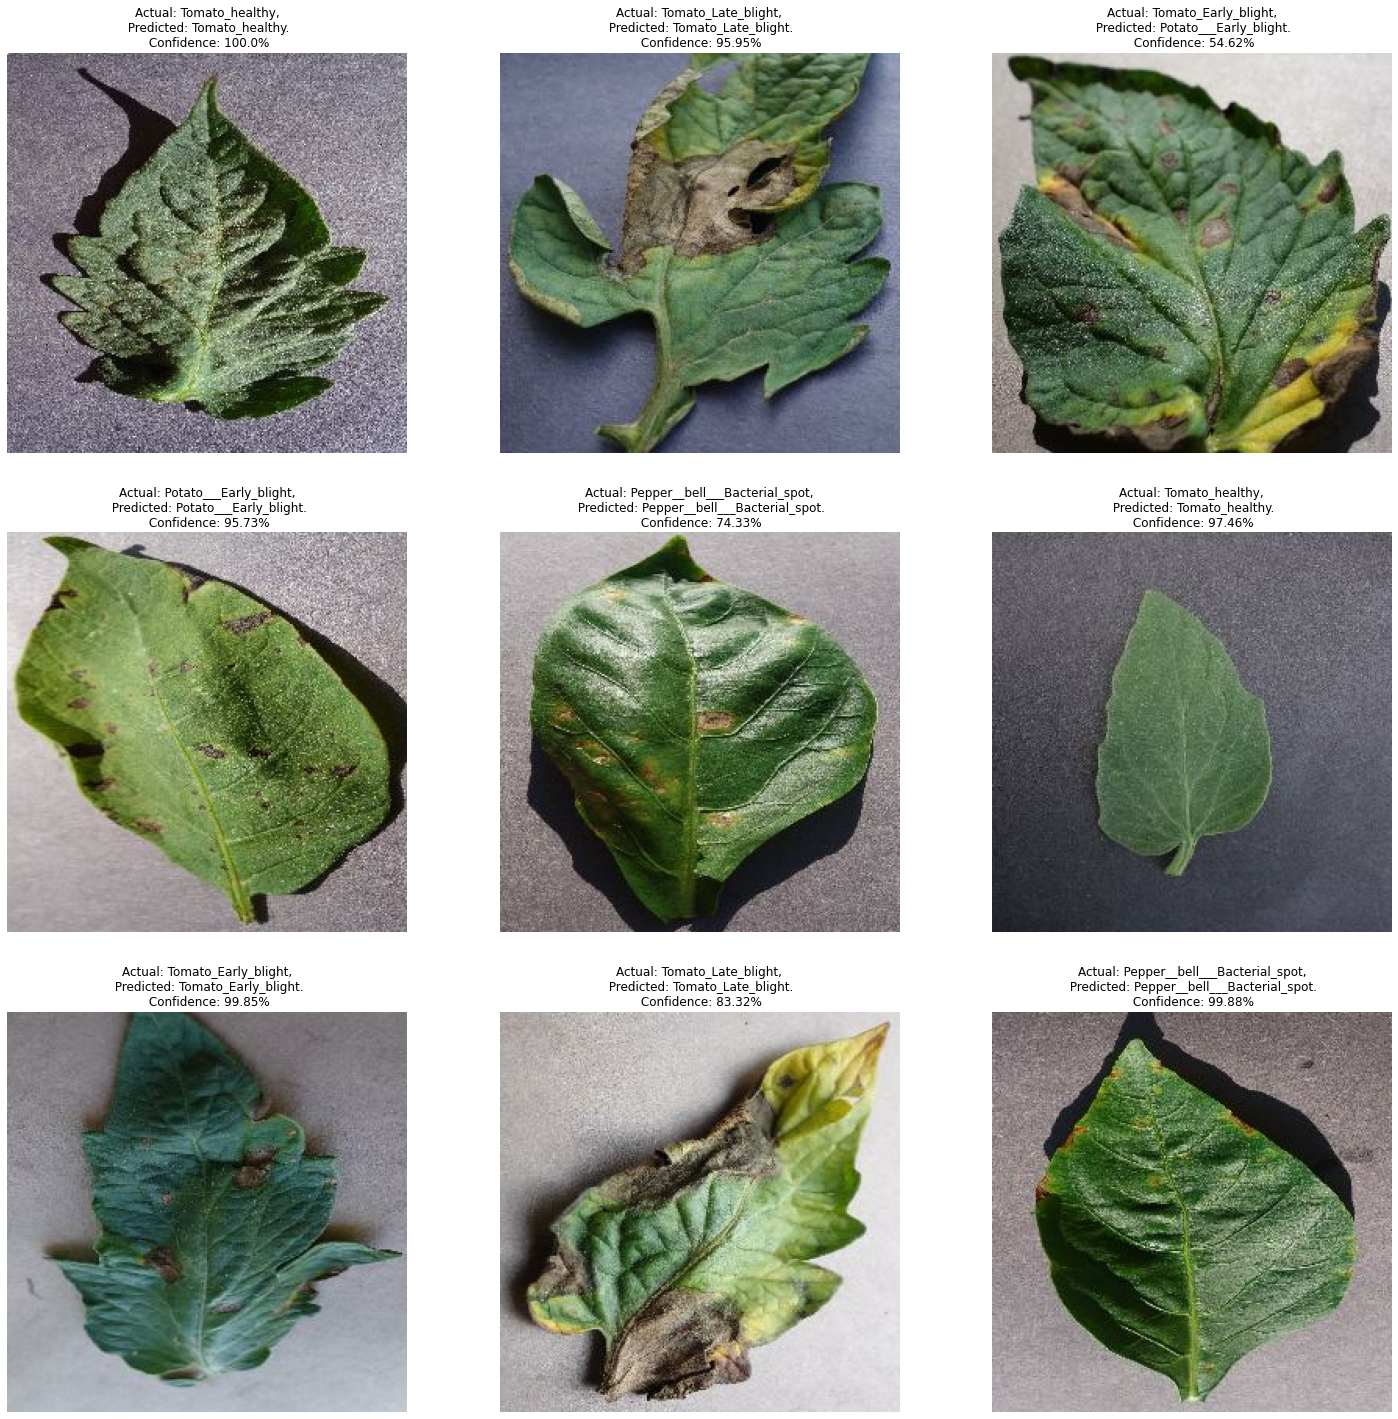 Actual: Tomato_healthy,
Predicted: Tomato_healthy.
Confidence: 100.0%
Actual: Tomato_Late_blight,
Predicted: Tomato_Late_blight.
Confidence: 95.95%
Actual: Tomato_Early_blight,
Predicted: Potato___Early_blight.
Confidence: 54.62%
Actual: Potato___Early_blight,
Predicted: Potato___Early_blight.
Confidence: 95.73%
Actual: Pepper__bell___Bacterial_spot,
Predicted: Pepper__bell___Bacterial_spot.
Confidence: 74.33%
Actual: Tomato_healthy,
Predicted: Tomato_healthy.
Confidence: 97.46%
Actual: Tomato_Early_blight,
Predicted: Tomato_Early_blight.
Confidence: 99.85%
Actual: Tomato_Late_blight,
Predicted: Tomato_Late_blight.
Confidence: 83.32%
Actual: Pepper__bell___Bacterial_spot,
Predicted: Pepper__bell___Bacterial_spot.
Confidence: 99.88%